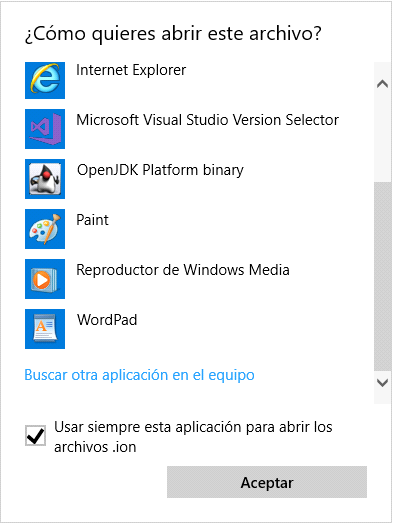 ¿Cómo quieres abrir este archivo?
Internet Explorer
Microsoft Visual Studio Version Selector
OpenJDK Platform binary
Paint
Reproductor de Windows Media
WordPad
Buscar otra aplicación en el equipo
Usar siempre esta aplicación para abrir los
archivos .ion
Aceptar